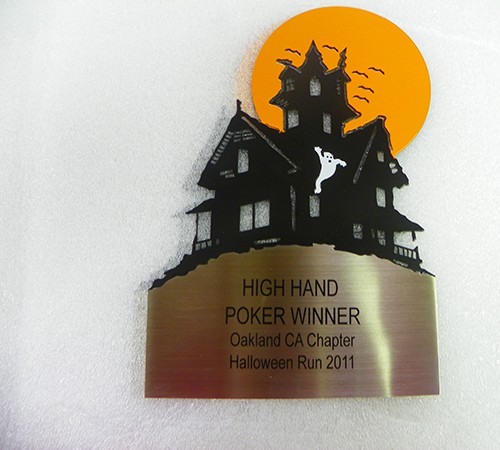 HIGH HAND
POKER WINNER
Oakland CA Chapter
Halloween Run 2011